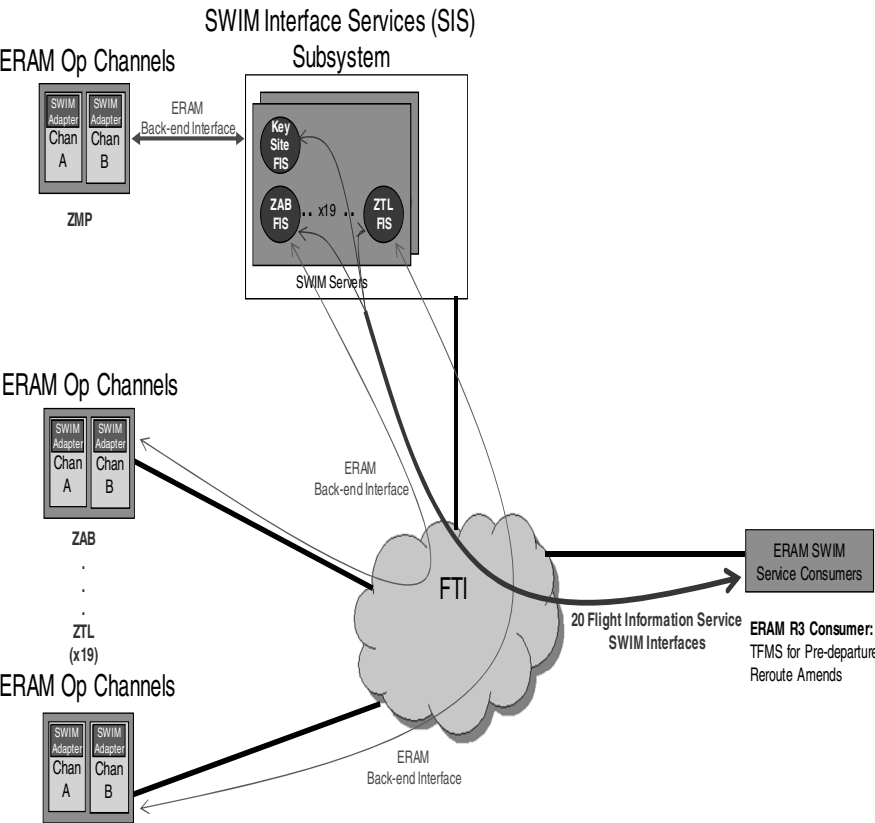 SWIM Interface Services (SIS)
Subsystem
ERAM Op Channels
SWIM
Adapter
Chan
A
SWIM
Adapter
Chan
B
ZMP
ERAM
Back-end Interface
Key
Site
FIS
ZAB
FIS
.. x19 ..
ZTL
FIS
SWIM Servers
ERAM Op Channels
SWIM
Adapter
Chan
A
SWIM
Adapter
Chan
B
ZAB
.
.
.
ZTL
(x19)
ERAM
Back-end Interface
FTI
ERAM SWIM
Service Consumers
20 Flight Information Service
SWIM Interfaces
ERAM R3 Consumer:
TFMS for Pre-departure
Reroute Amends
ERAM Op Channels
SWIM
Adapter
Chan
A
SWIM
Adapter
Chan
B
ERAM
Back-end Interface